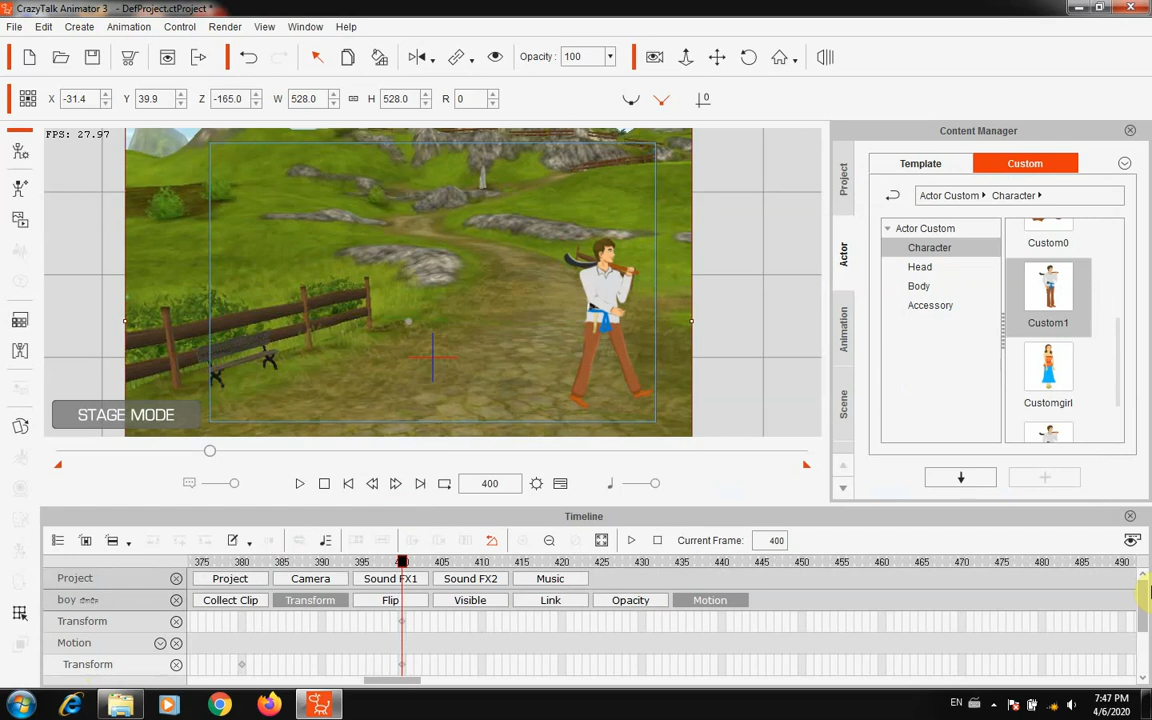 CrazyTalk Animator 3 - DefProject.ctProject *
File Edit Create Animation Control Render View Window Help
Opacity : 100
X -31.4 Y 39.9 Z -165.0 W 528.0 H 528.0 R 0
FPS: 27.97
STAGE MODE
Content Manager
Template Custom
Actor Custom Character
Project
Actor
Animation
Scene
Actor Custom
Character
Head
Body
Accessory
Custom0
Custom1
Customgirl
400
Timeline
Current Frame: 400
375 380 385 390 395 405 410 415 420 425 430 435 440 445 450 455 460 465 470 475 480 485 490
Project Project Camera Sound FX1 Sound FX2 Music
boy Collect Clip Transform Flip Visible Link Opacity Motion
Transform
Motion
Transform
EN 7:47 PM
4/6/2020